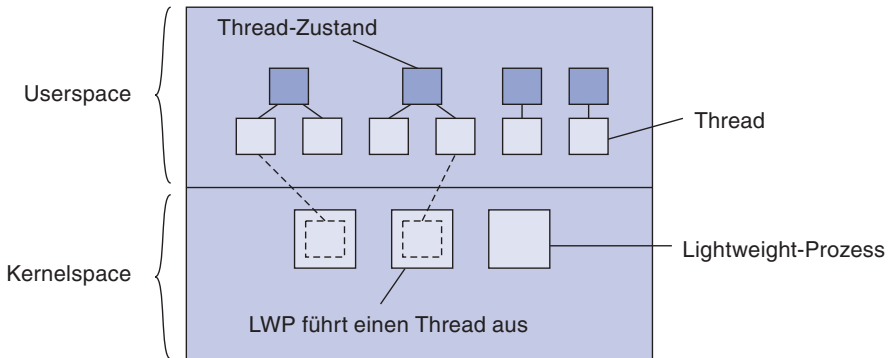 Thread-Zustand
Userspace
Thread
Lightweight-Prozess
Kernelspace
LWP führt einen Thread aus